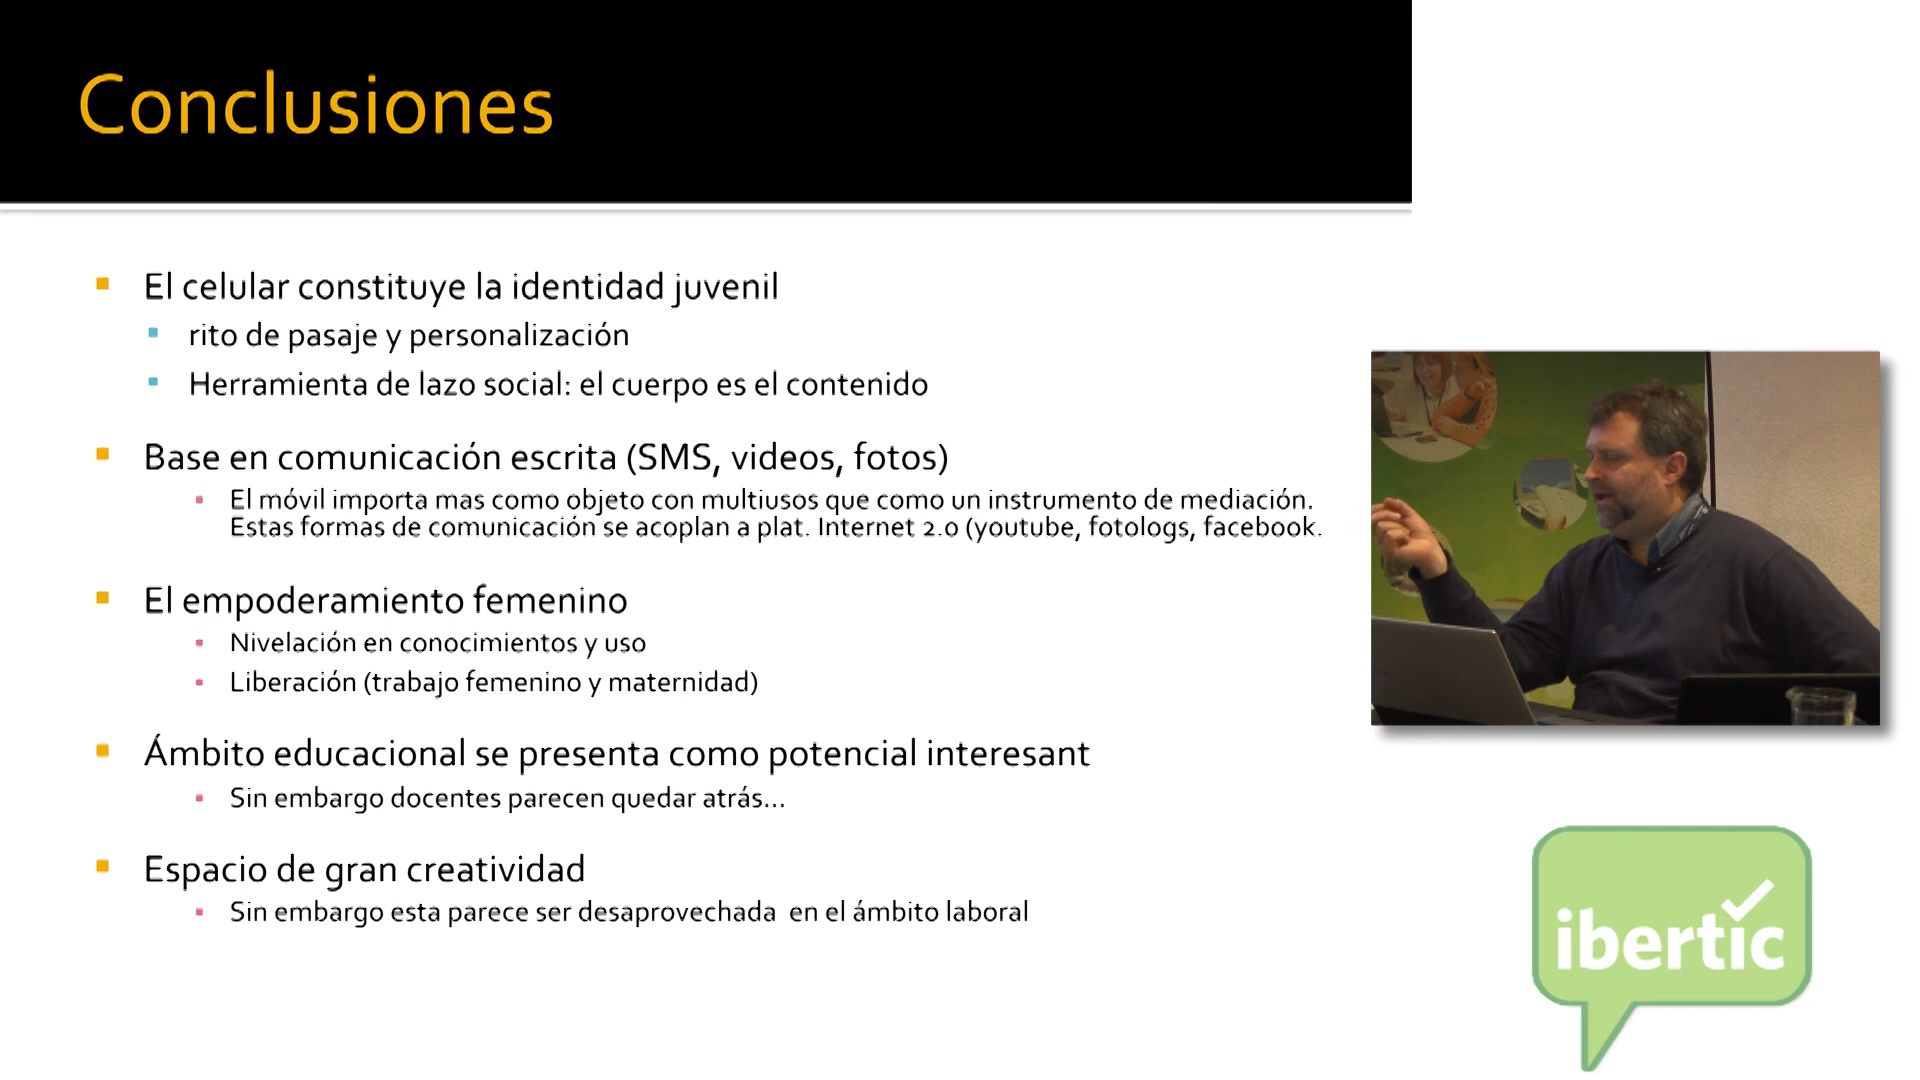 Conclusiones
El celular constituye la identidad juvenil
rito de pasaje y personalización
Herramienta de lazo social: el cuerpo es el contenido
Base en comunicación escrita (SMS, videos, fotos)
El móvil importa mas como objeto con multiusos que como un instrumento de mediación.
Estas formas de comunicación se acoplan a plat. Internet 2.0 (youtube, fotologs, facebook.
El empoderamiento femenino
Nivelación en conocimientos y uso
Liberación (trabajo femenino y maternidad)
Ámbito educacional se presenta como potencial interesant
Sin embargo docentes parecen quedar atrás...
Espacio de gran creatividad
Sin embargo esta parece ser desaprovechada en el ámbito laboral
ibertic